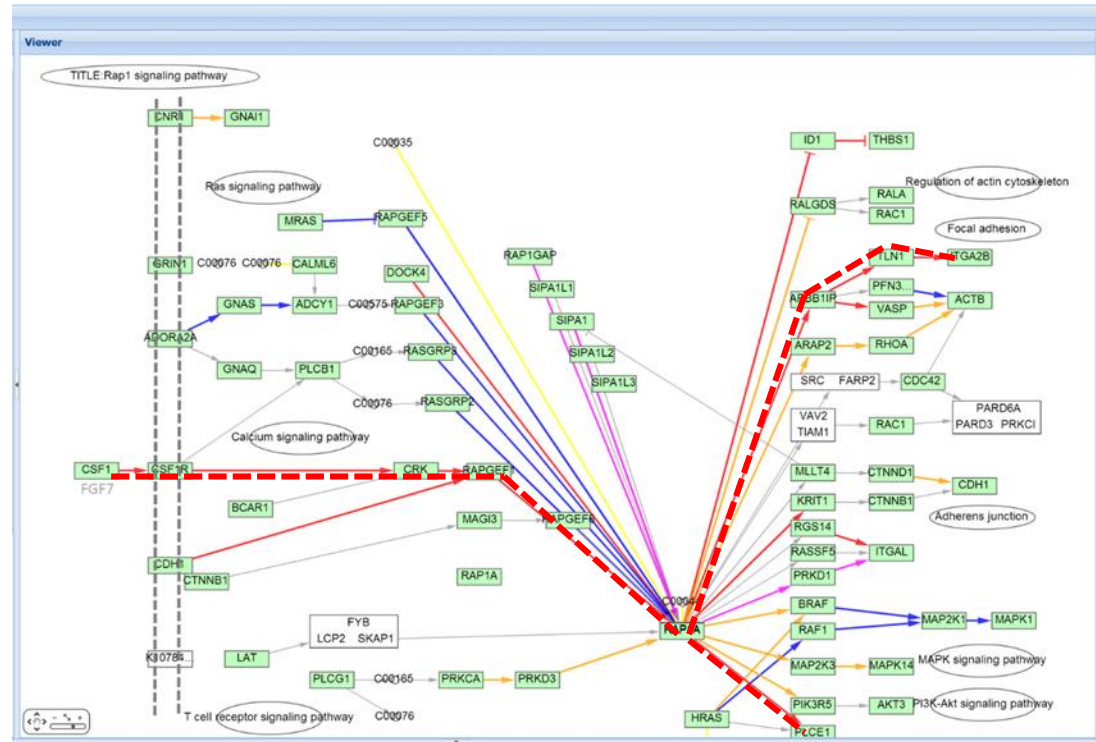 Viewer
TITLE:Rap1 signaling pathway
CNR1
GNAI1
C00035
ID1
THBS1
Ras signaling pathway
Regulation of actin cytoskeleton
RALA
RALGDS
RAC1
MRAS
RAPGEF5
Focal adhesion
RAP1GAP
TLN1
ITGA2B
GRIN1
C00076
C00076
CALML6
DOCK4
SIPA1L1
PFN3...
APBB1IP
ACTB
GNAS
ADCY1
C00575
RAPGEF3
VASP
SIPA1
ADORA2A
ARAP2
RHOA
C00165
RASGRP3
SIPA1L2
GNAQ
PLCB1
SIPA1L3
SRC FARP2
CDC42
C00076
RASGRP2
VAV2
TIAM1
RAC1
PARD6A
PARD3 PRKCI
Calcium signaling pathway
CSF1
CSF1R
CRK
RAPGEF1
MLLT4
CTNND1
FGF7
CDH1
BCAR1
KRIT1
CTNNB1
MAGI3
RAPGEF6
Adherens junction
RGS14
RASSF5
ITGAL
CDH1
CTNNB1
RAP1A
PRKD1
BRAF
FYB
LCP2 SKAP1
RAP1A
RAF1
MAP2K1
MAPK1
LAT
MAP2K3
MAPK14
MAPK signaling pathway
PLCG1
C00165
PRKCA
PRKD3
PIK3R5
AKT3
PI3K-Akt signaling pathway
T cell receptor signaling pathway
C00076
HRAS
PLCE1